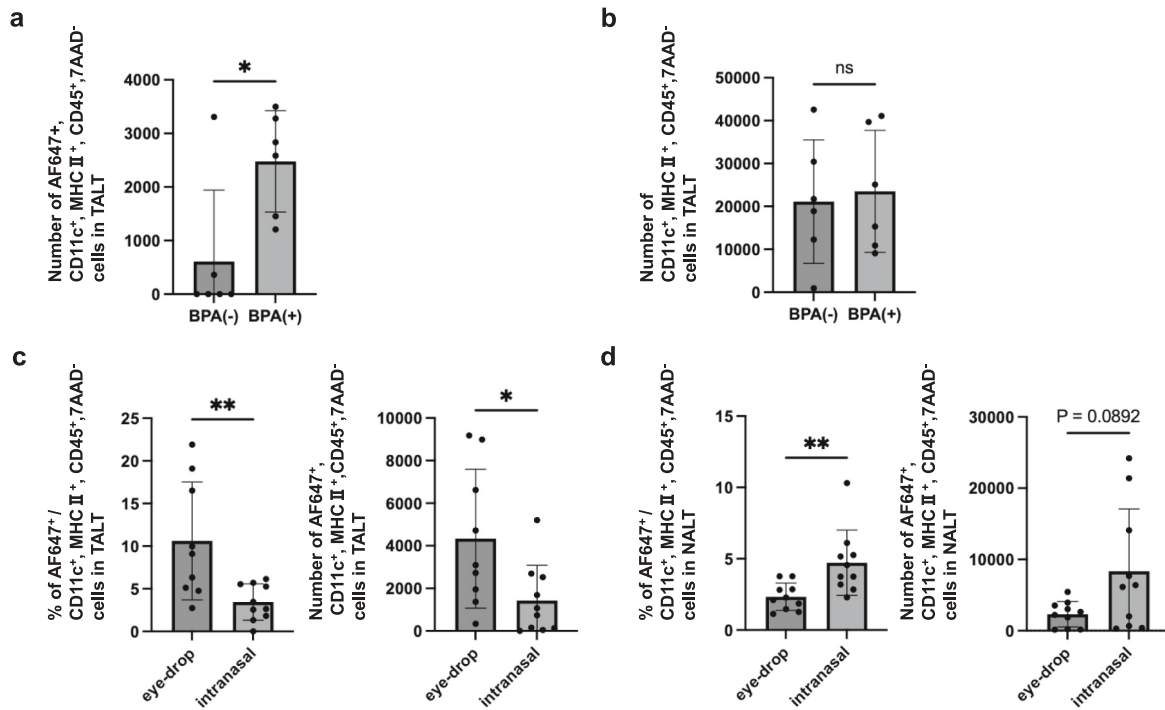 a
Number of AF647+,
CD11c⁺, MHC Ⅱ⁺, CD45⁺,7AAD⁻
cells in TALT
4000
3000
2000
1000
0
*
BPA(-) BPA(+)
b
Number of
CD11c⁺, MHC Ⅱ⁺, CD45⁺,7AAD⁻
cells in TALT
50000
40000
30000
20000
10000
0
ns
BPA(-) BPA(+)
c
% of AF647⁺ /
CD11c⁺, MHC Ⅱ⁺, CD45⁺,7AAD⁻
cells in TALT
25
20
15
10
5
0
**
eye-drop
intranasal
Number of AF647⁺,
CD11c⁺, MHC Ⅱ⁺,CD45⁺,7AAD⁻
cells in TALT
10000
8000
6000
4000
2000
0
*
eye-drop
intranasal
d
% of AF647⁺ /
CD11c⁺, MHC Ⅱ⁺, CD45⁺,7AAD⁻
cells in NALT
15
10
5
0
**
eye-drop
intranasal
Number of AF647⁺,
CD11c⁺, MHC Ⅱ⁺, CD45⁺,7AAD⁻
cells in NALT
30000
20000
10000
0
P = 0.0892
eye-drop
intranasal